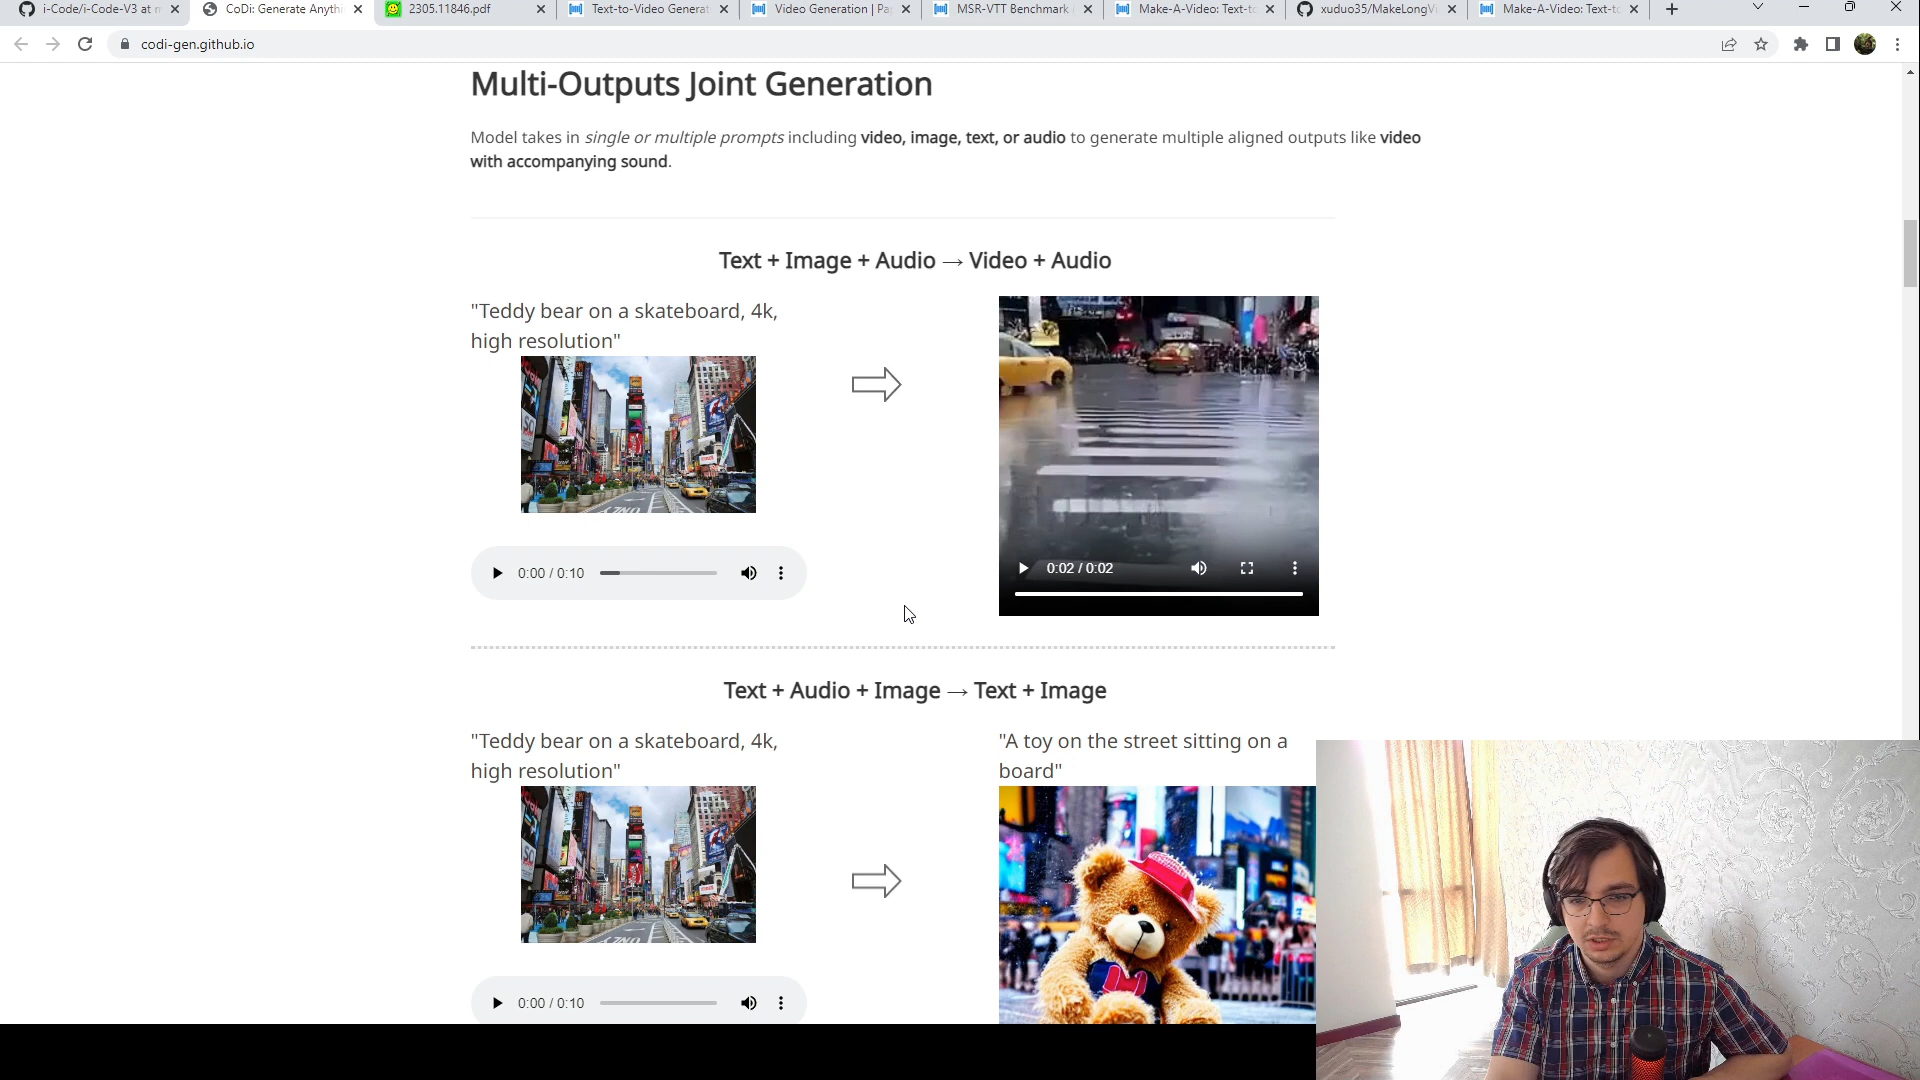 i-Code/i-Code-V3 at m
CoDi: Generate Anythi
2305.11846.pdf
Text-to-Video Generat
Video Generation | Pa
MSR-VTT Benchmark
Make-A-Video: Text-to
xuduo35/MakeLongVi
Make-A-Video: Text-to
codi-gen.github.io
Multi-Outputs Joint Generation
Model takes in single or multiple prompts including video, image, text, or audio to generate multiple aligned outputs like video
with accompanying sound.
Text + Image + Audio → Video + Audio
"Teddy bear on a skateboard, 4k,
high resolution"
0:00 / 0:10
0:02 / 0:02
Text + Audio + Image → Text + Image
"Teddy bear on a skateboard, 4k,
high resolution"
"A toy on the street sitting on a
board"
0:00 / 0:10